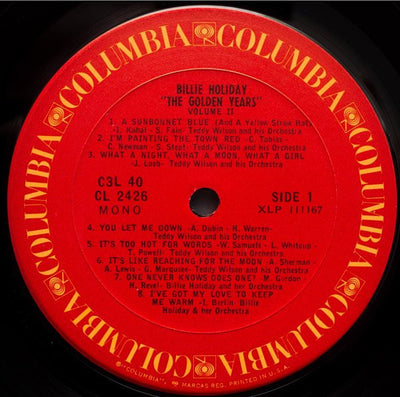 COLUMBIA COLUMBIA COLUMBIA COLUMBIA COLUMBIA COLUMBIA
BILLIE HOLIDAY
"THE GOLDEN YEARS"
VOLUME II
1. A SUNBONNET BLUE (And A Yellow Straw Hat)
- I. Kahal - S. Fain- Teddy Wilson and his Orchestra
2. I'M PAINTING THE TOWN RED - C. Tobias -
C. Newman - S. Stept - Teddy Wilson and his Orchestra
3. WHAT A NIGHT, WHAT A MOON, WHAT A GIRL
- J. Loeb- Teddy Wilson and his Orchestra
C3L 40
CL 2426
MONO
SIDE 1
XLP 111167
4. YOU LET ME DOWN - A. Dubin - H. Warren-
Teddy Wilson and his Orchestra
5. IT'S TOO HOT FOR WORDS - W. Samuels - L. Whitcup -
T. Powell- Teddy Wilson and his Orchestra
6. IT'S LIKE REACHING FOR THE MOON - A. Sherman -
A. Lewis - G. Marqusee- Teddy Wilson and his Orchestra
7. ONE NEVER KNOWS DOES ONE? - M. Gordon -
H. Revel- Billie Holiday and her Orchestra
8. I'VE GOT MY LOVE TO KEEP
ME WARM - I. Berlin- Billie
Holiday & her Orchestra
"COLUMBIA", MARCAS REG. PRINTED IN U.S.A.